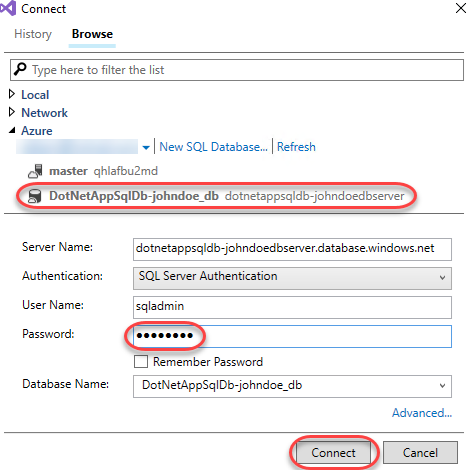 Connect
History Browse
Type here to filter the list
Local
Network
Azure
New SQL Database... Refresh
master qhlafbu2md
DotNetAppSqlDb-johndoe_db dotnetappsqldb-johndoedbserver
Server Name: dotnetappsqldb-johndoedbserver.database.windows.net
Authentication: SQL Server Authentication
User Name: sqladmin
Password: ●●●●●●●●
Remember Password
Database Name: DotNetAppSqlDb-johndoe_db
Advanced...
Connect Cancel